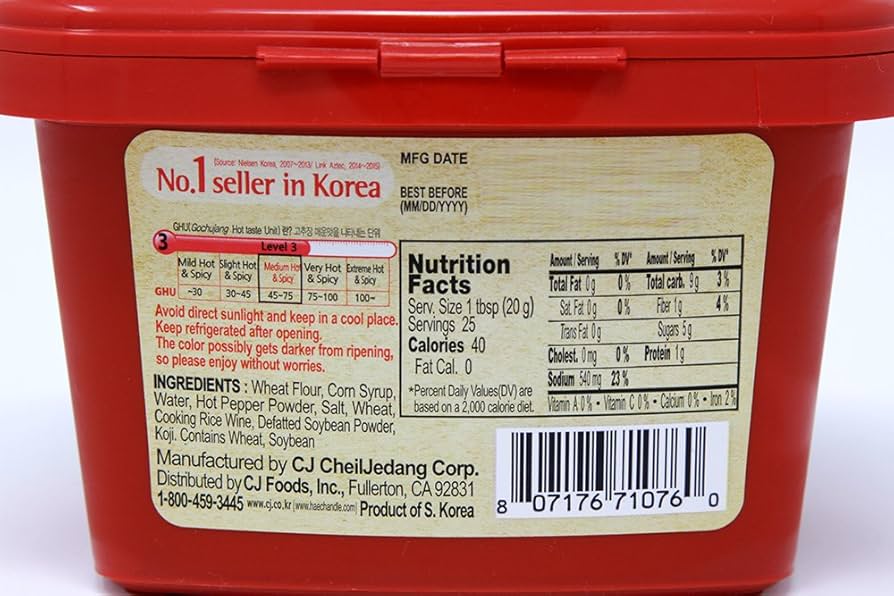 (Source: Nielsen Korea, 2007~2013/ Link Aztec, 2014~2015)
No.1 seller in Korea
MFG DATE
BEST BEFORE
(MM/DD/YYYY)
GHU(Gochujang Hot taste Unit) 란? 고추장 매운맛을 나타내는 단위
3 Level 3
Mild Hot & Spicy Slight Hot & Spicy Medium Hot & Spicy Very Hot & Spicy Extreme Hot & Spicy
GHU ~30 30~45 45~75 75~100 100~
Avoid direct sunlight and keep in a cool place.
Keep refrigerated after opening.
The color possibly gets darker from ripening,
so please enjoy without worries.
INGREDIENTS : Wheat Flour, Corn Syrup,
Water, Hot Pepper Powder, Salt, Wheat,
Cooking Rice Wine, Defatted Soybean Powder,
Koji. Contains Wheat, Soybean
Manufactured by CJ CheilJedang Corp.
Distributed by CJ Foods, Inc., Fullerton, CA 92831
1-800-459-3445 www.cj.co.kr |www.haechandle.com| Product of S. Korea
Nutrition
Facts
Serv. Size 1 tbsp (20 g)
Servings 25
Calories 40
Fat Cal. 0
*Percent Daily Values(DV) are
based on a 2,000 calorie diet.
Amount / Serving % DV* Amount / Serving % DV*
Total Fat 0g 0% Total carb. 9g 3%
Sat. Fat 0g 0% Fiber 1g 4%
Trans Fat 0g Sugars 5g
Cholest. 0mg 0% Protein 1g
Sodium 540mg 23%
Vitamin A 0% • Vitamin C 0% • Calcium 0% • Iron 2%
8 07176 71076 0